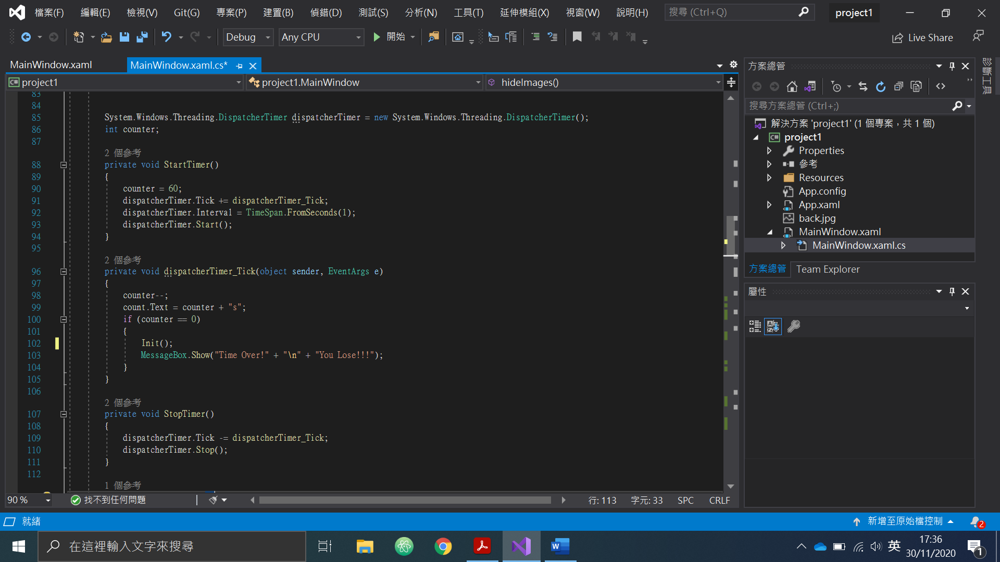 檔案(F) 編輯(E) 檢視(V) Git(G) 專案(P) 建置(B) 偵錯(D) 測試(S) 分析(N) 工具(T) 延伸模組(X) 視窗(W) 說明(H) 搜尋 (Ctrl+Q) project1
Debug Any CPU 開始 Live Share
MainWindow.xaml MainWindow.xaml.cs*
project1 project1.MainWindow hideImages()
83
84
85 System.Windows.Threading.DispatcherTimer dispatcherTimer = new System.Windows.Threading.DispatcherTimer();
86 int counter;
87
2 個參考
88 private void StartTimer()
89 {
90 counter = 60;
91 dispatcherTimer.Tick += dispatcherTimer_Tick;
92 dispatcherTimer.Interval = TimeSpan.FromSeconds(1);
93 dispatcherTimer.Start();
94 }
95
2 個參考
96 private void dispatcherTimer_Tick(object sender, EventArgs e)
97 {
98 counter--;
99 count.Text = counter + "s";
100 if (counter == 0)
101 {
102 Init();
103 MessageBox.Show("Time Over!" + "\n" + "You Lose!!!");
104 }
105 }
106
2 個參考
107 private void StopTimer()
108 {
109 dispatcherTimer.Tick -= dispatcherTimer_Tick;
110 dispatcherTimer.Stop();
111 }
112
1 個參考
90 % 找不到任何問題 行: 113 字元: 33 SPC CRLF
方案總管
搜尋方案總管 (Ctrl+;)
解決方案 'project1' (1 個專案，共 1 個)
C# project1
Properties
參考
Resources
App.config
App.xaml
back.jpg
MainWindow.xaml
MainWindow.xaml.cs
方案總管 Team Explorer
屬性
診斷工具
就緒 新增至原始檔控制 2
在這裡輸入文字來搜尋 英 17:36
30/11/2020 1